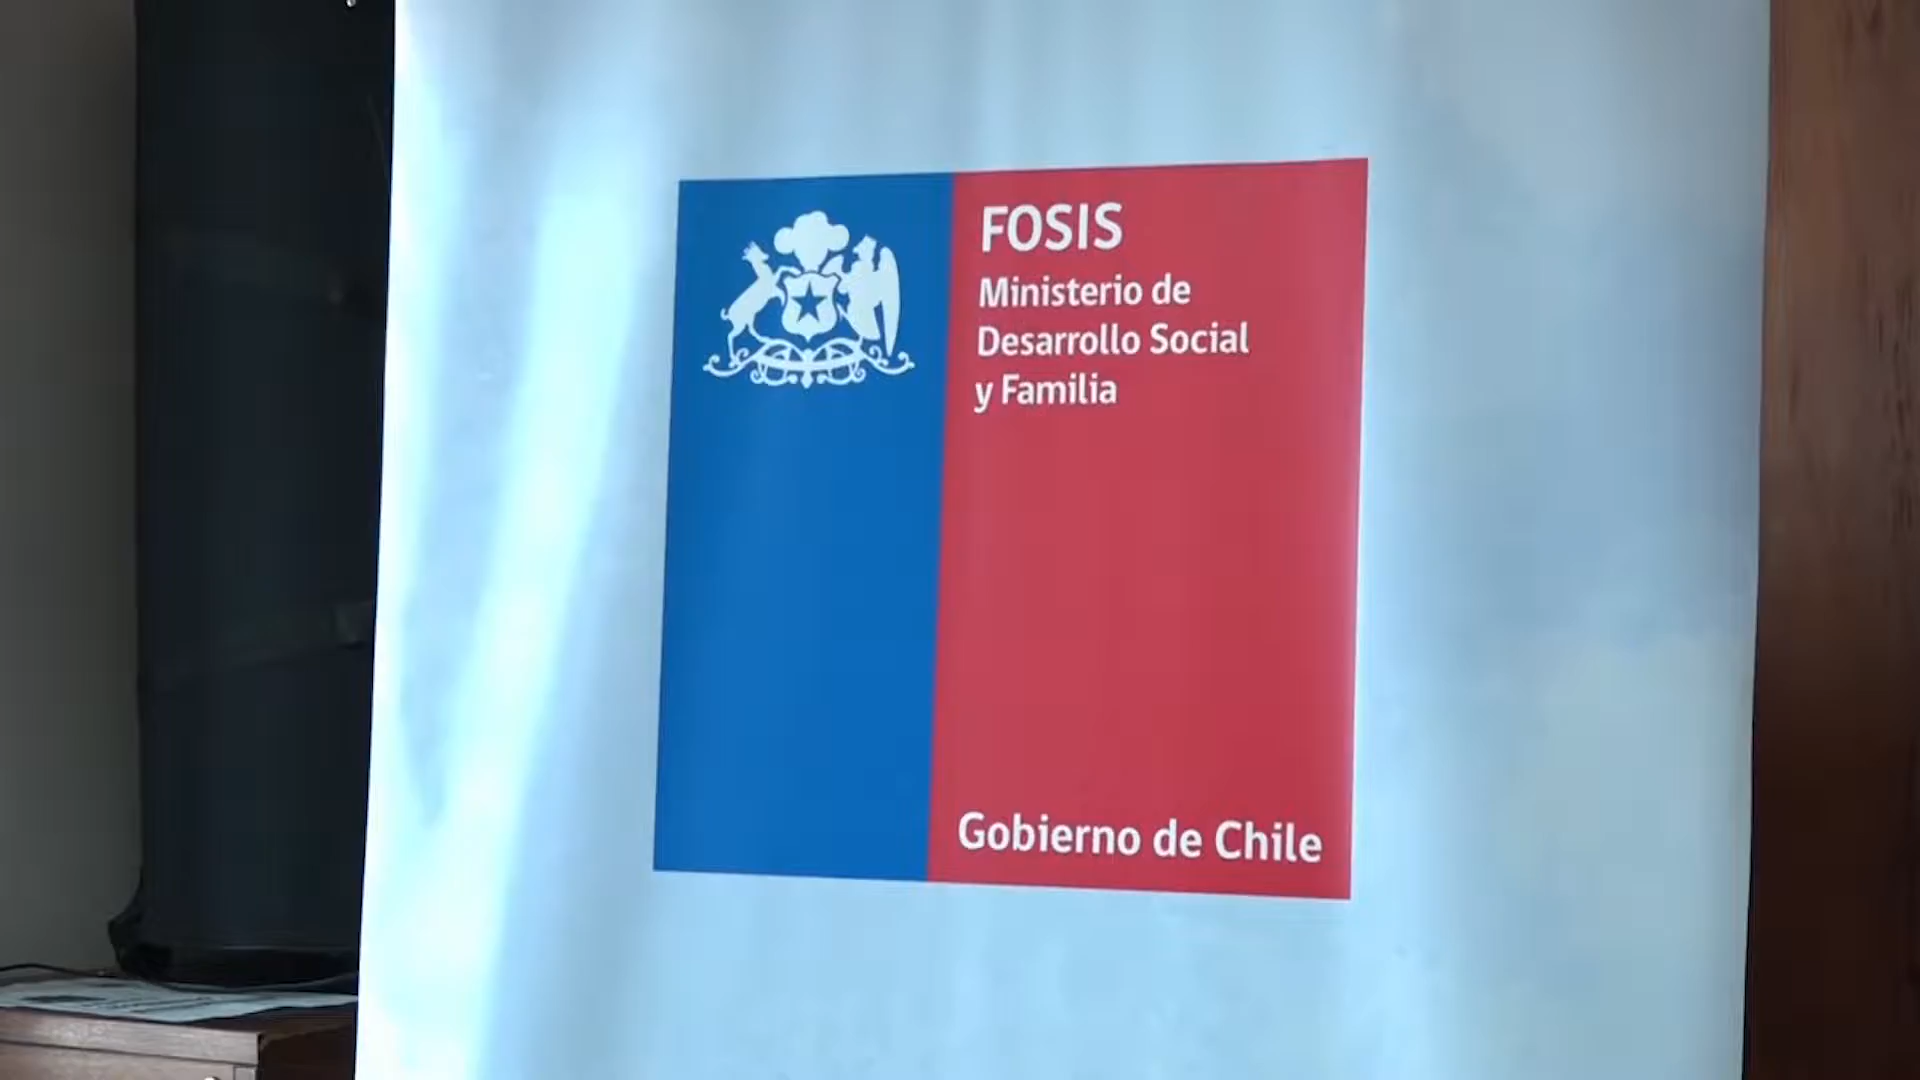 FOSIS
Ministerio de
Desarrollo Social
y Familia
Gobierno de Chile